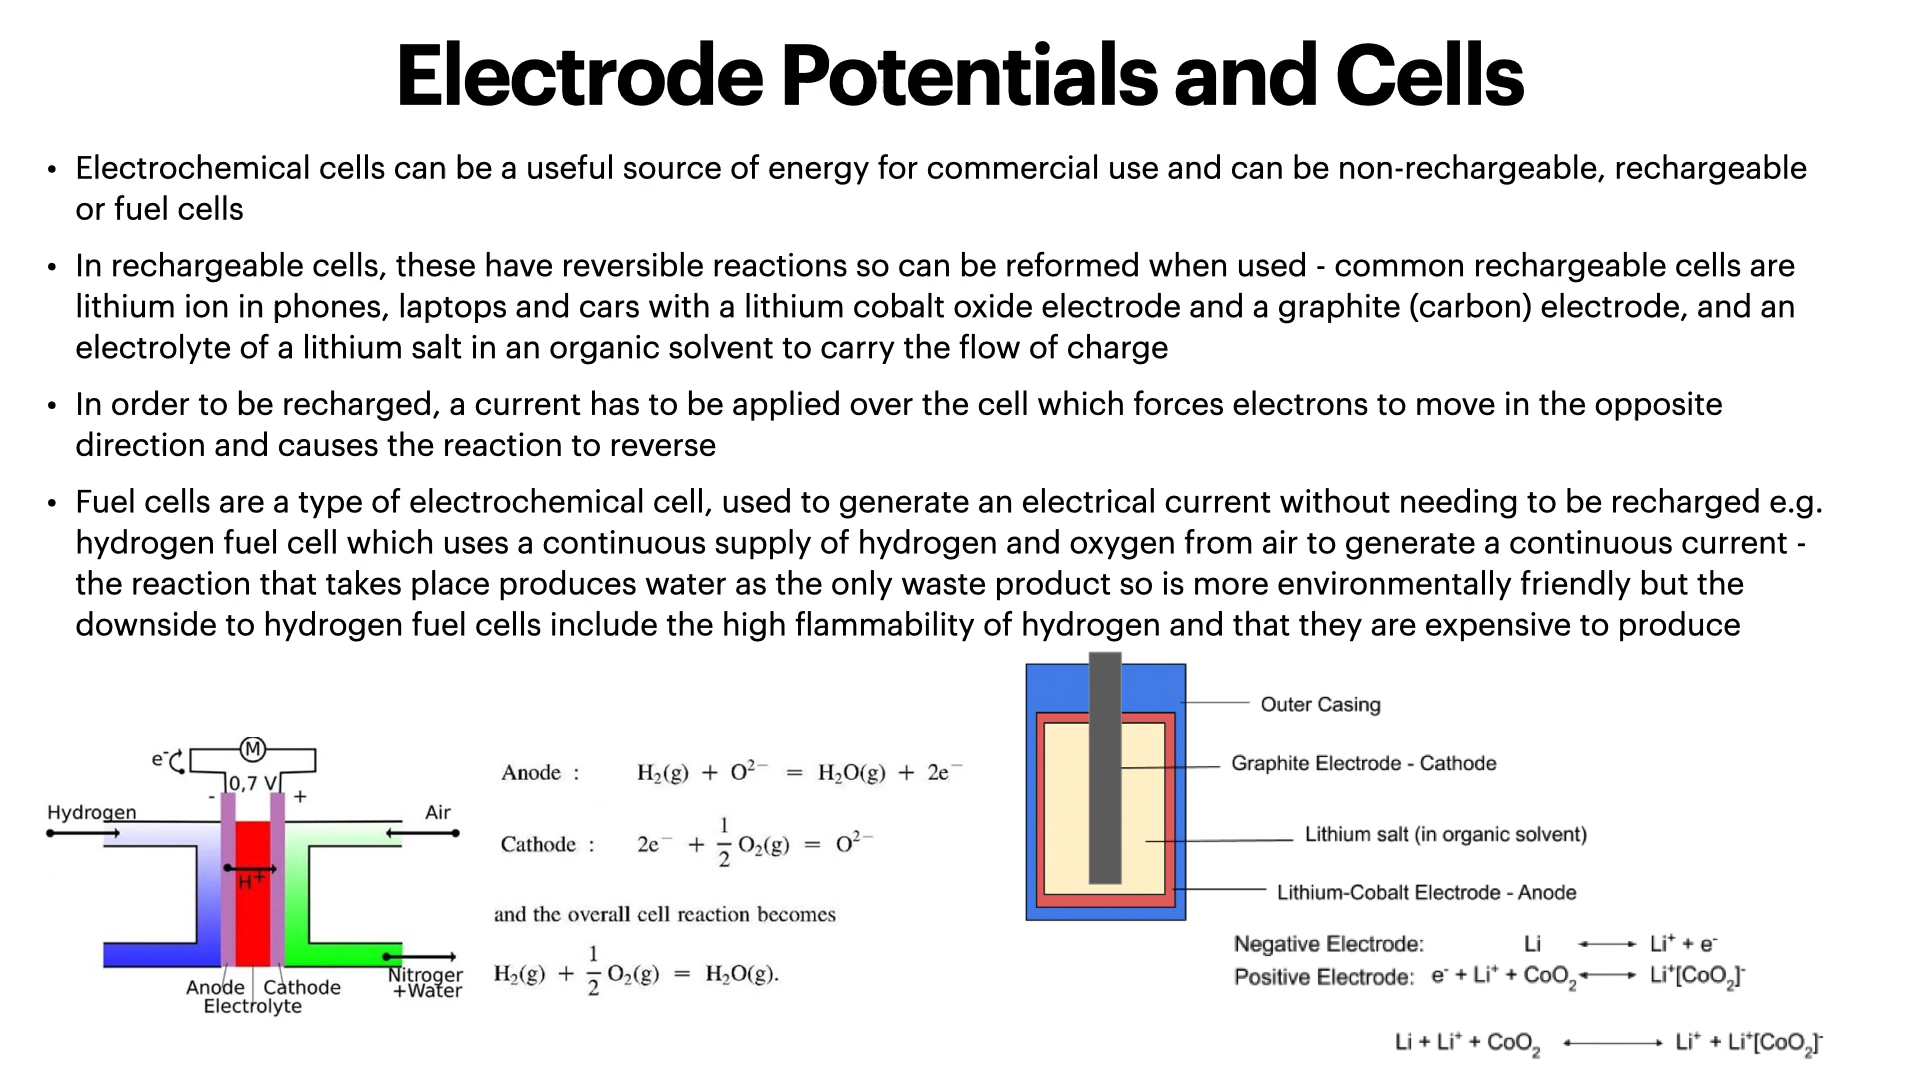 Electrode Potentials and Cells
• Electrochemical cells can be a useful source of energy for commercial use and can be non-rechargeable, rechargeable
or fuel cells
• In rechargeable cells, these have reversible reactions so can be reformed when used - common rechargeable cells are
lithium ion in phones, laptops and cars with a lithium cobalt oxide electrode and a graphite (carbon) electrode, and an
electrolyte of a lithium salt in an organic solvent to carry the flow of charge
• In order to be recharged, a current has to be applied over the cell which forces electrons to move in the opposite
direction and causes the reaction to reverse
• Fuel cells are a type of electrochemical cell, used to generate an electrical current without needing to be recharged e.g.
hydrogen fuel cell which uses a continuous supply of hydrogen and oxygen from air to generate a continuous current -
the reaction that takes place produces water as the only waste product so is more environmentally friendly but the
downside to hydrogen fuel cells include the high flammability of hydrogen and that they are expensive to produce
e⁻
M
0,7 V
- +
Hydrogen
Air
H⁺
Nitroger
+Water
Anode
Cathode
Electrolyte
Anode : H₂(g) + O²⁻ = H₂O(g) + 2e⁻
Cathode : 2e⁻ + 1/2 O₂(g) = O²⁻
and the overall cell reaction becomes
H₂(g) + 1/2 O₂(g) = H₂O(g).
Outer Casing
Graphite Electrode - Cathode
Lithium salt (in organic solvent)
Lithium-Cobalt Electrode - Anode
Negative Electrode: Li ⟷ Li⁺ + e⁻
Positive Electrode: e⁻ + Li⁺ + CoO₂ ⟷ Li⁺[CoO₂]⁻
Li + Li⁺ + CoO₂ ⟷ Li⁺ + Li⁺[CoO₂]⁻